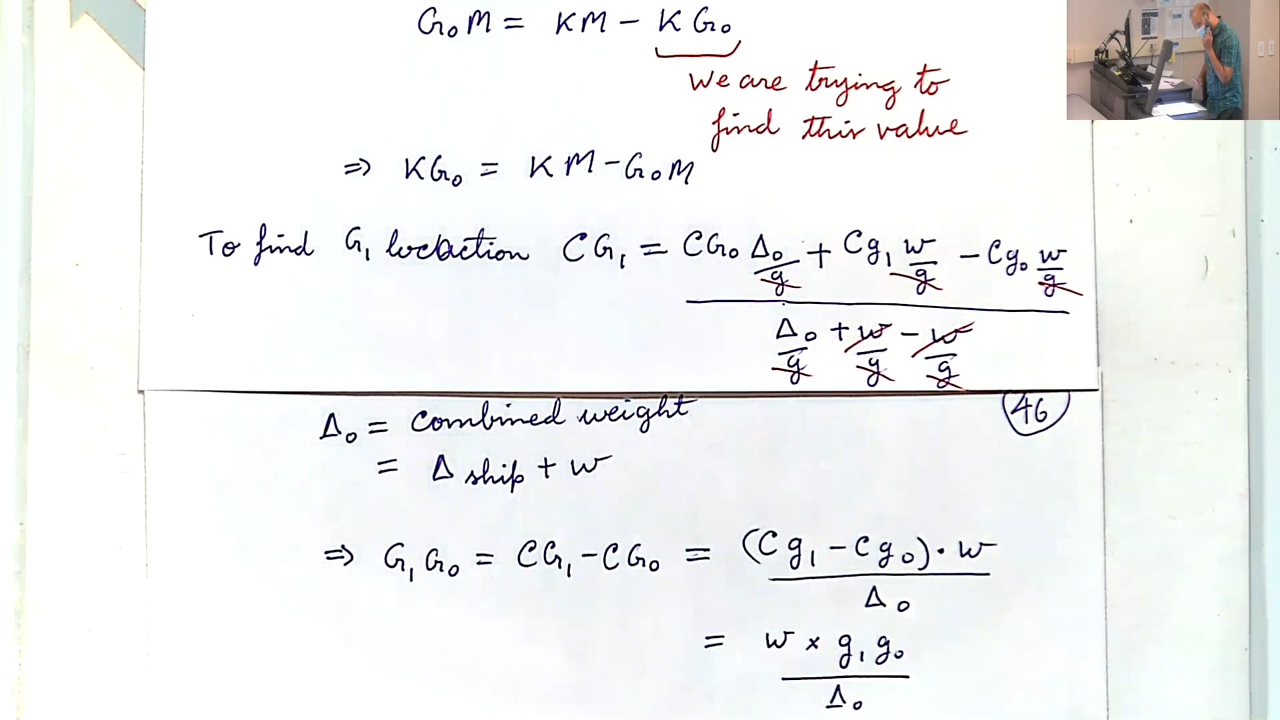 G₀M = KM - KG₀
we are trying to
find this value
⇒ KG₀ = KM - G₀M
To find G₁ locaction CG₁ = (CG₀ Δ₀/g + Cg₁ w/g - Cg₀ w/g) / (Δ₀/g + w/g - w/g)
46
Δ₀ = combined weight
= Δ ship + w
⇒ G₁G₀ = CG₁ - CG₀ = (Cg₁ - Cg₀) · w / Δ₀
= w × g₁g₀ / Δ₀